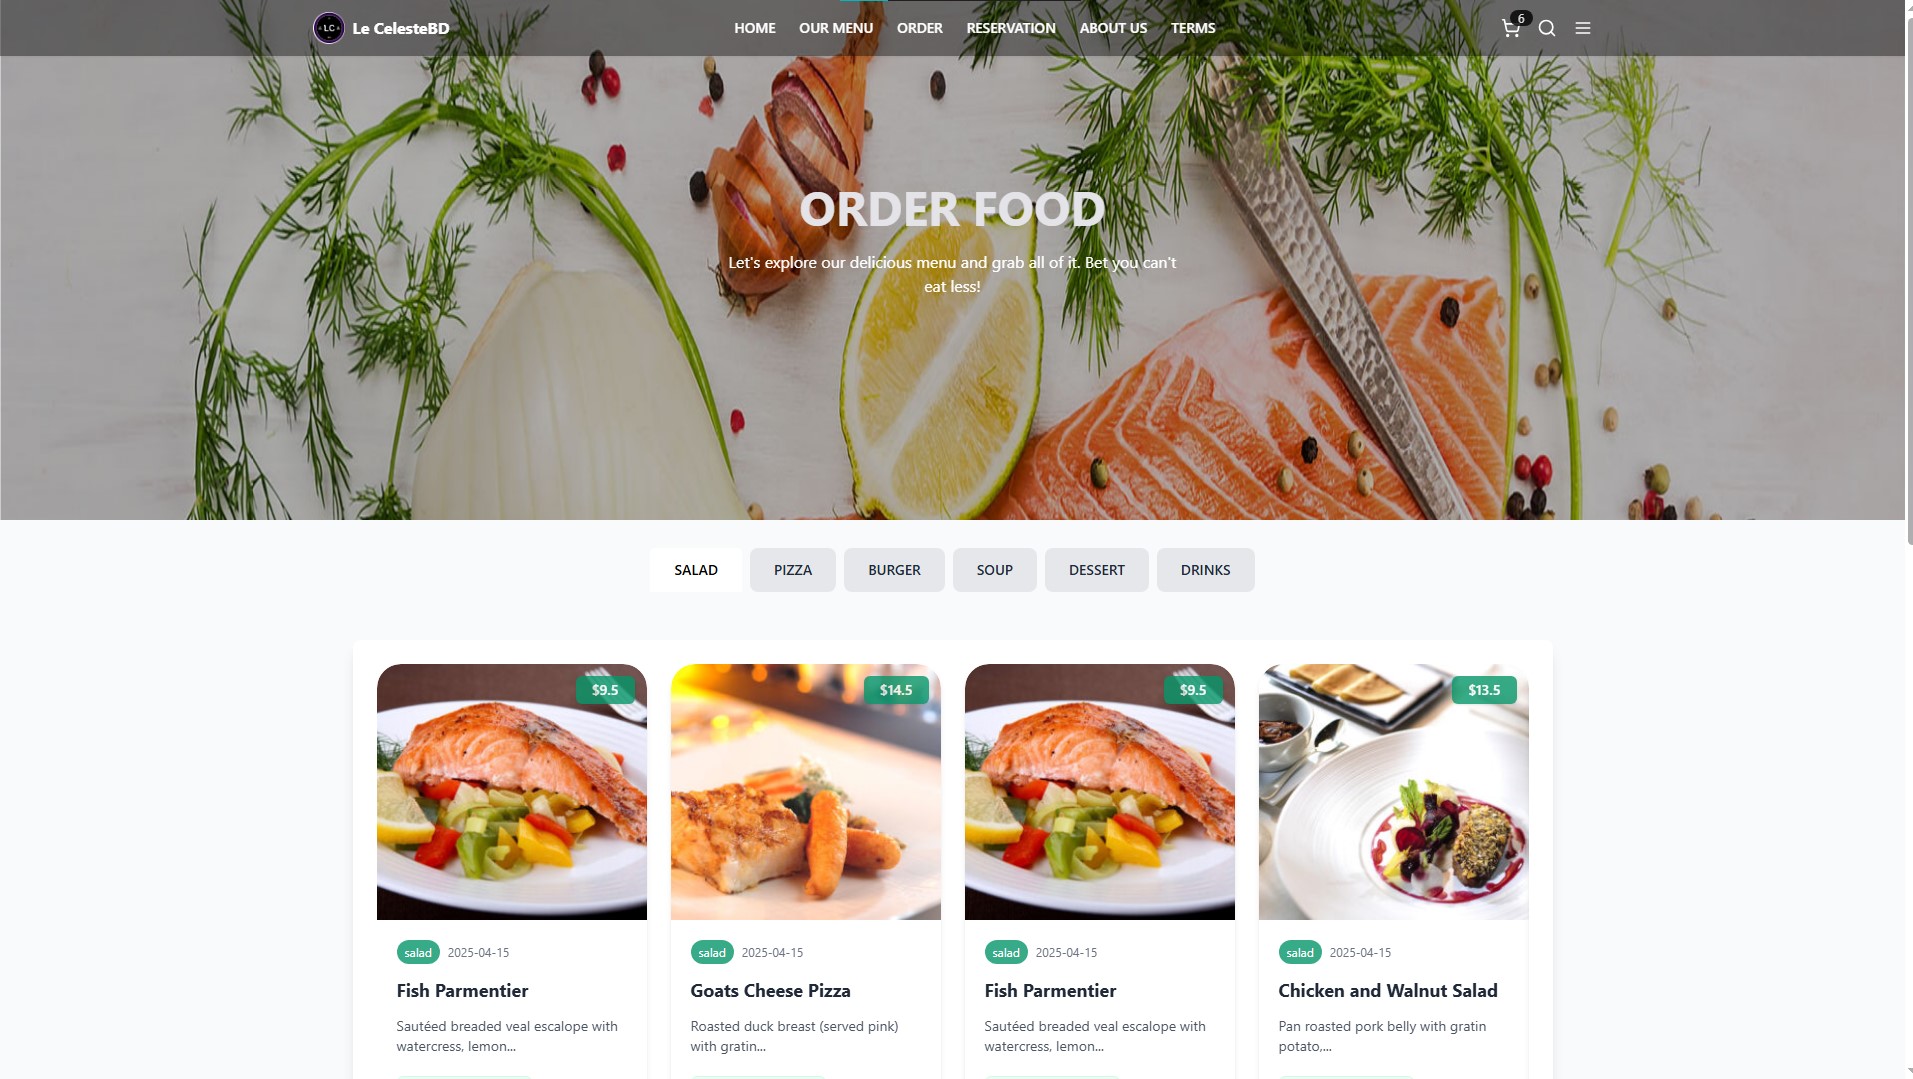 LC
Le CelesteBD
HOME
OUR MENU
ORDER
RESERVATION
ABOUT US
TERMS
6
ORDER FOOD
Let's explore our delicious menu and grab all of it. Bet you can't
eat less!
SALAD
PIZZA
BURGER
SOUP
DESSERT
DRINKS
$9.5
$14.5
$9.5
$13.5
salad 2025-04-15
Fish Parmentier
Sautéed breaded veal escalope with
watercress, lemon...
salad 2025-04-15
Goats Cheese Pizza
Roasted duck breast (served pink)
with gratin...
salad 2025-04-15
Fish Parmentier
Sautéed breaded veal escalope with
watercress, lemon...
salad 2025-04-15
Chicken and Walnut Salad
Pan roasted pork belly with gratin
potato,...